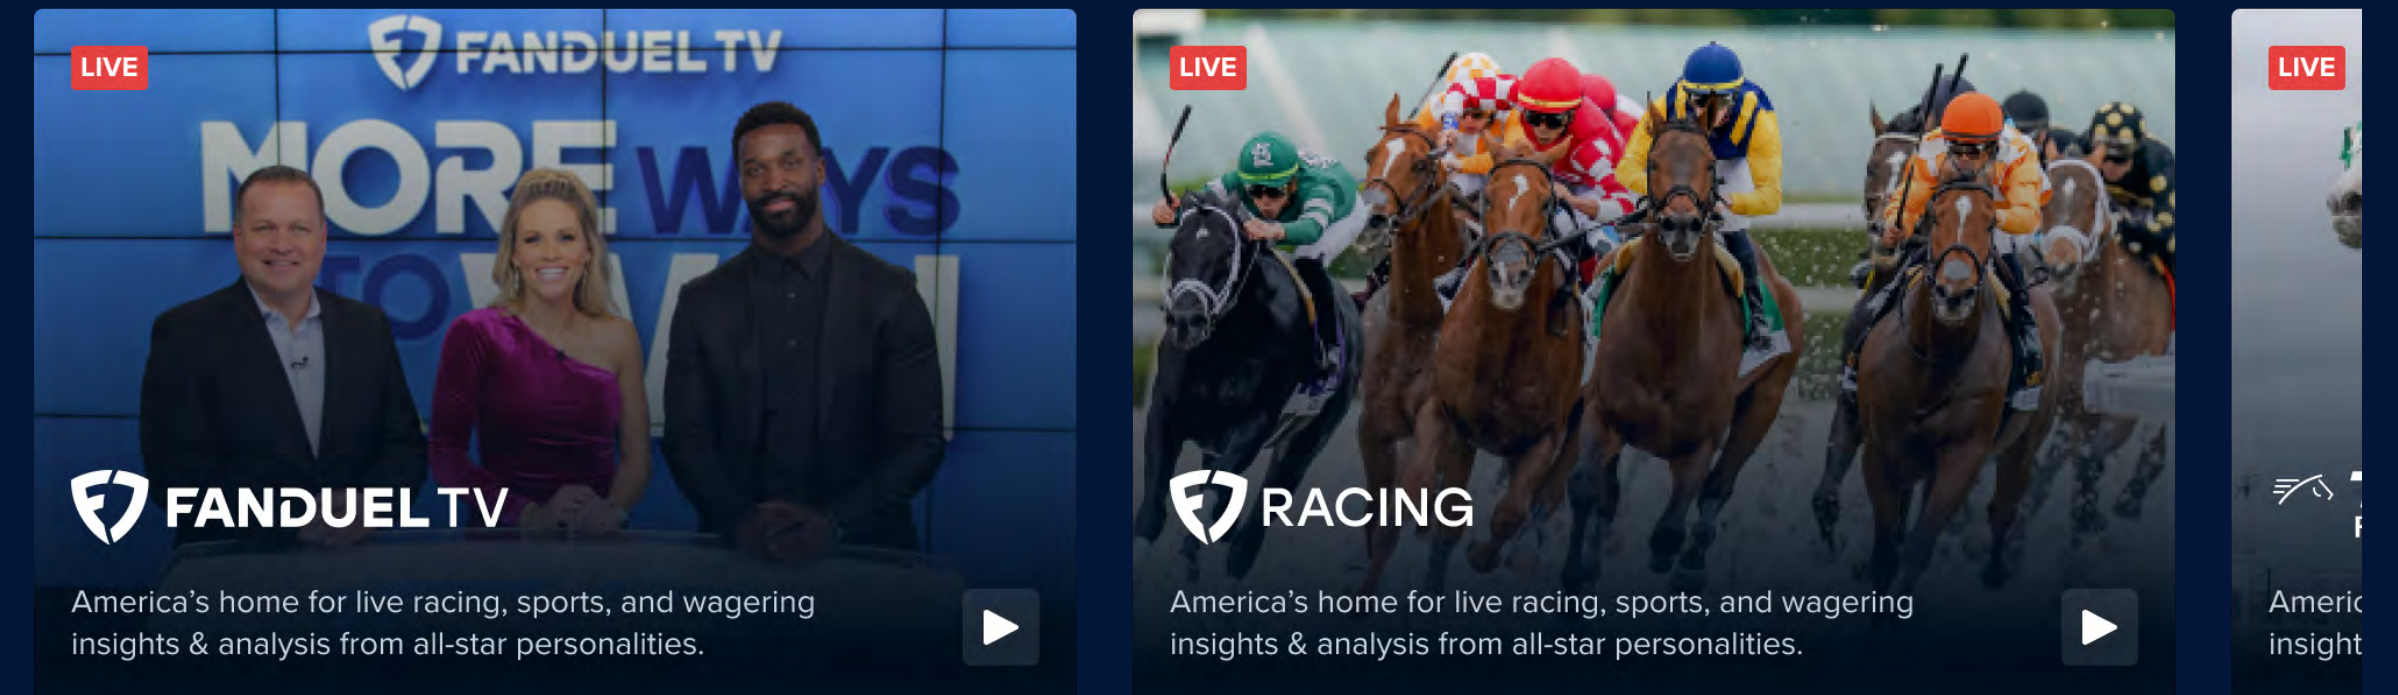 LIVE
FANDUEL TV
MORE WAYS
TO
FANDUEL TV
America's home for live racing, sports, and wagering
insights & analysis from all-star personalities.
LIVE
RACING
America's home for live racing, sports, and wagering
insights & analysis from all-star personalities.
LIVE
Americ
insight